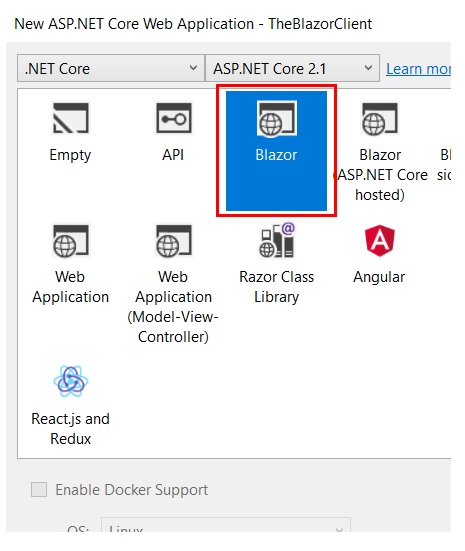 New ASP.NET Core Web Application - TheBlazorClient
.NET Core
ASP.NET Core 2.1
Learn mor
Empty
API
Blazor
Blazor
(ASP.NET Core
hosted)
Bl
sid
Web
Application
Web
Application
(Model-View-
Controller)
Razor Class
Library
Angular
React.js and
Redux
Enable Docker Support
OS:
Linux